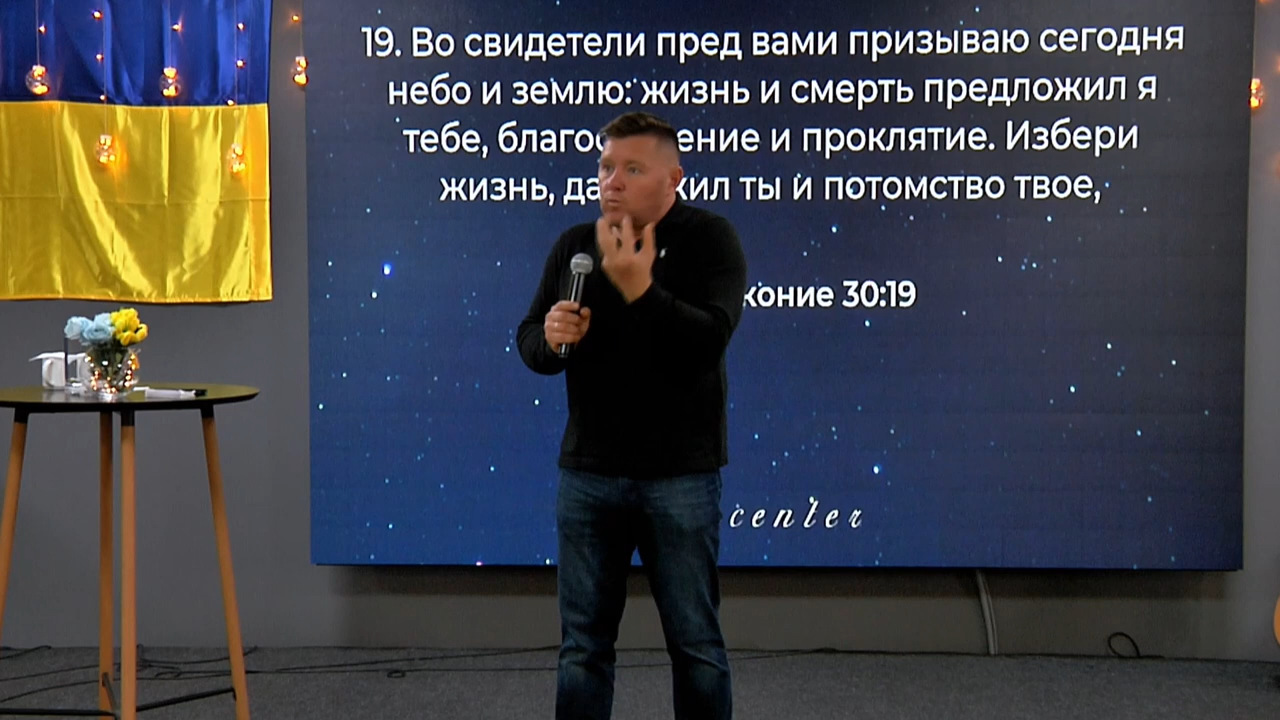 19. Во свидетели пред вами призываю сегодня
небо и землю: жизнь и смерть предложил я
тебе, и проклятие. Избери
жизнь, ты и потомство твое,
30:19
center